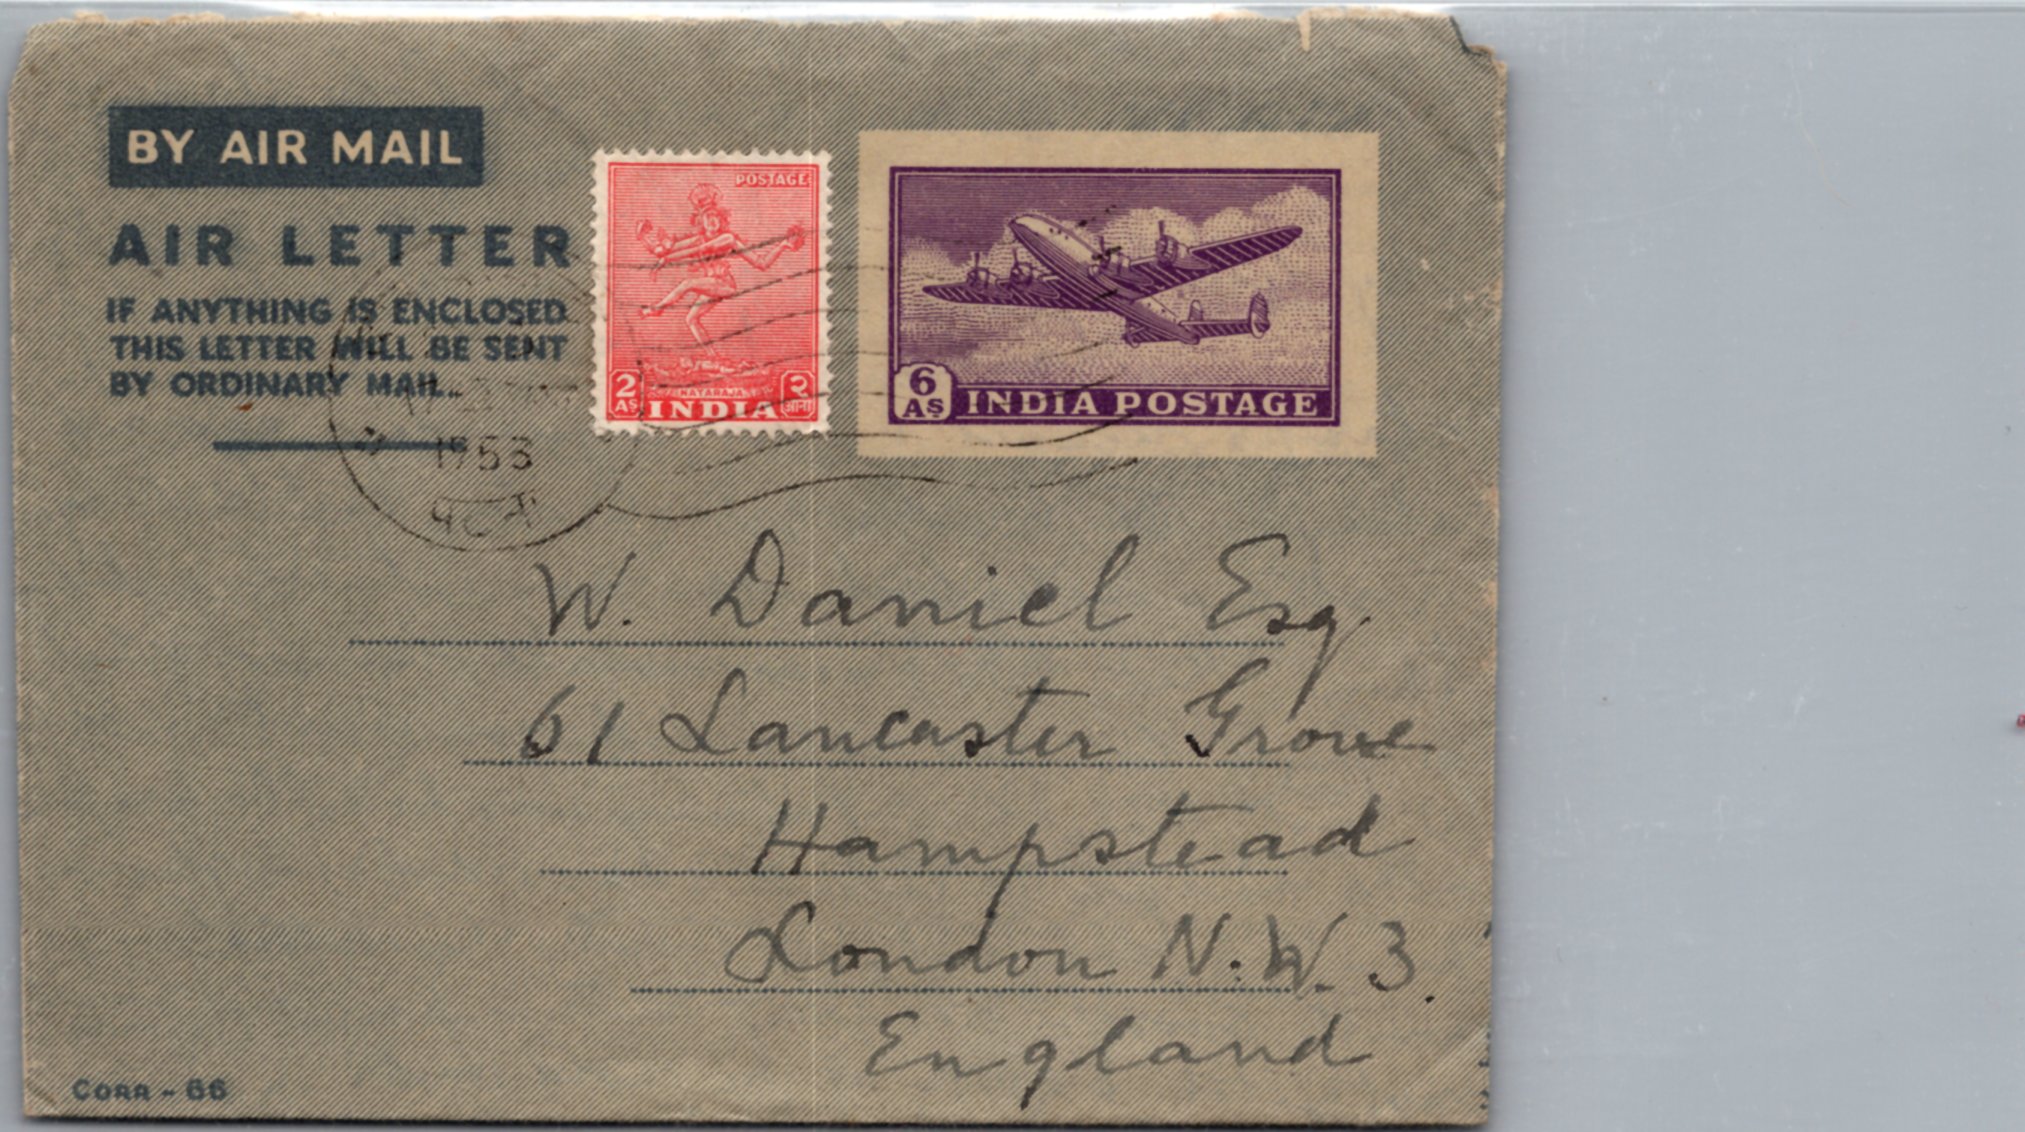 BY AIR MAIL
AIR LETTER
IF ANYTHING IS ENCLOSED
THIS LETTER WILL BE SENT
BY ORDINARY MAIL.
POSTAGE
NATARAJA
2 AS INDIA २ आना
6 AS INDIA POSTAGE
1953
W. Daniel Esq
61 Lancaster Grove
Hampstead
London N.W.3.
England
CORR-66